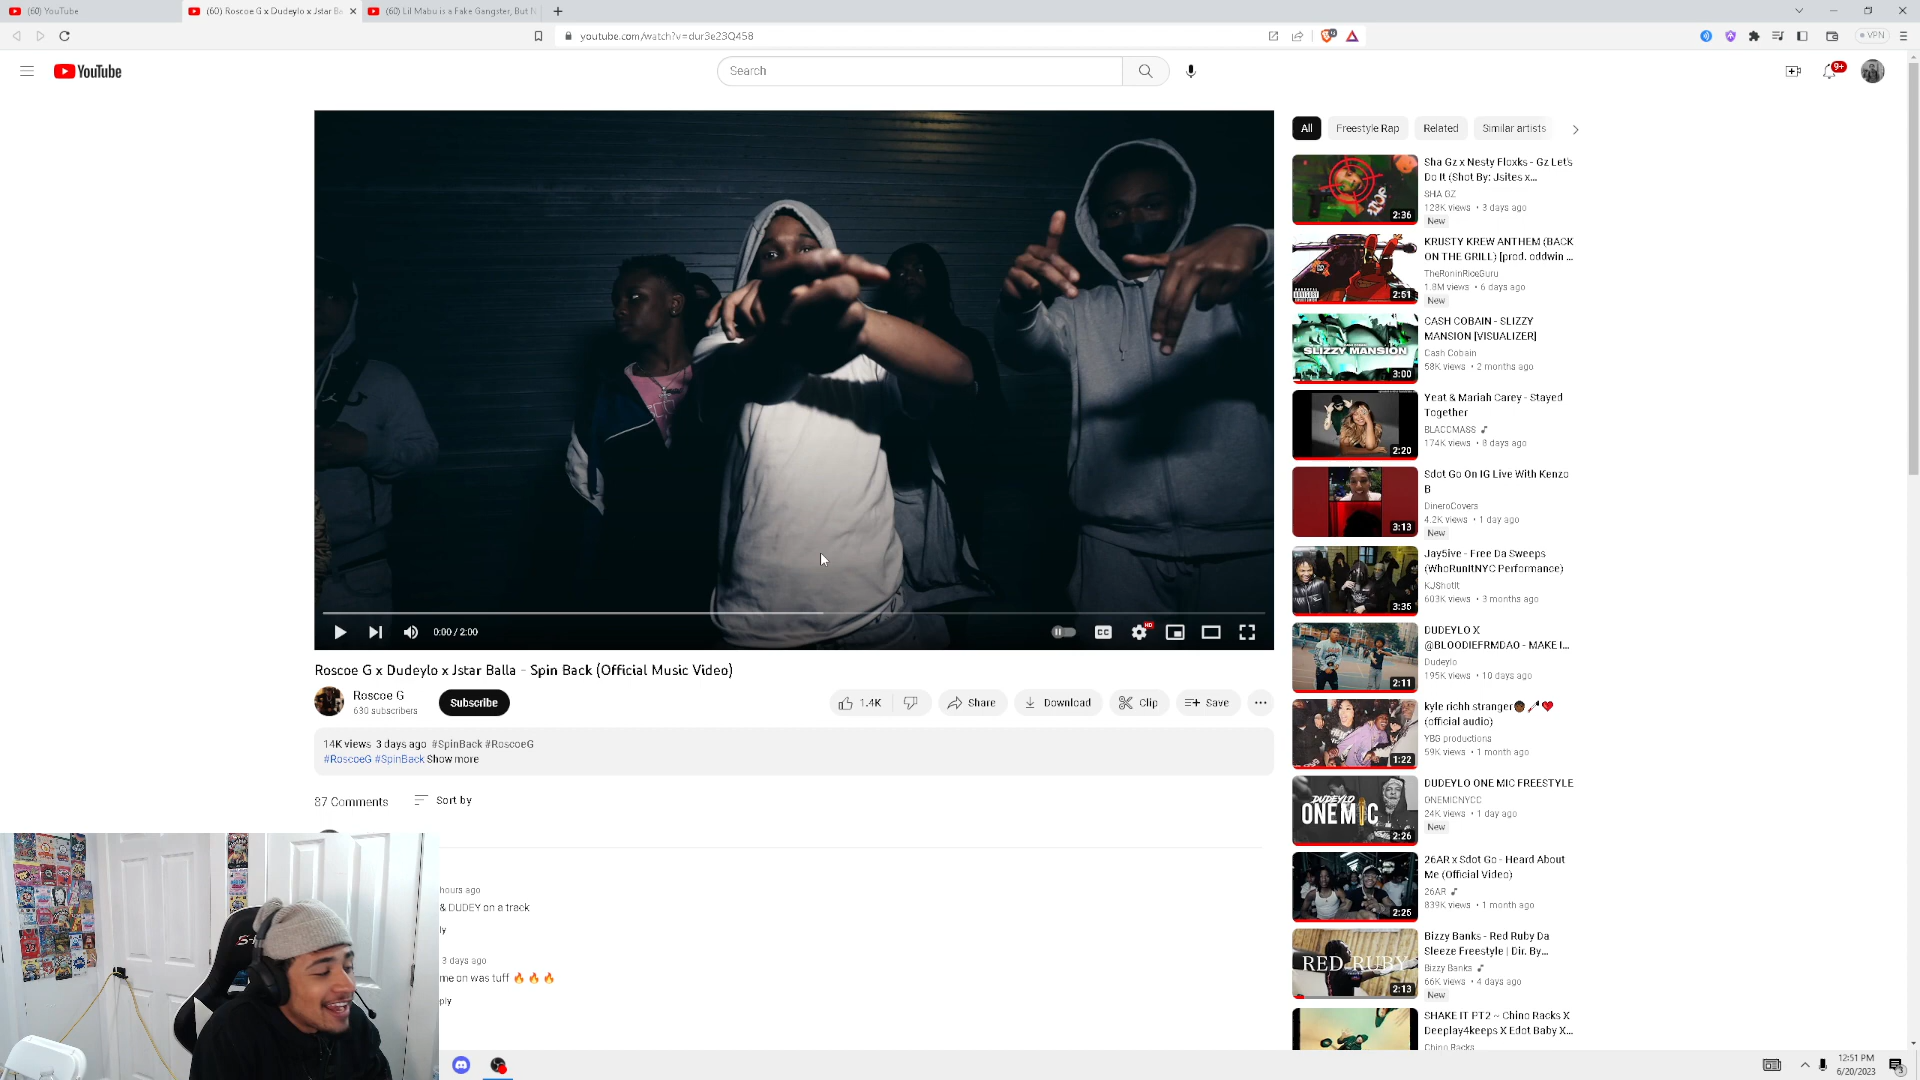 (60) YouTube
(60) Roscoe G x Dudeylo x Jstar Ba
(60) Lil Mabu is a Fake Gangster, But N
youtube.com/watch?v=dur3e23Q458
VPN
YouTube
Search
9+
0:00 / 2:00
CC
HD
Roscoe G x Dudeylo x Jstar Balla - Spin Back (Official Music Video)
Roscoe G
630 subscribers
Subscribe
1.4K
Share
Download
Clip
Save
14K views 3 days ago #SpinBack #RoscoeG
#RoscoeG #SpinBack Show more
87 Comments
Sort by
hours ago
& DUDEY on a track
ly
3 days ago
me on was tuff 🔥 🔥 🔥
ply
All
Freestyle Rap
Related
Similar artists
2:36
Sha Gz x Nesty Floxks - Gz Let's
Do It (Shot By: Jsites x...
SHA GZ
128K views • 3 days ago
New
2:51
KRUSTY KREW ANTHEM (BACK
ON THE GRILL) [prod. oddwin ...
TheRoninRiceGuru
1.8M views • 6 days ago
New
SLIZZY MANSION
3:00
CASH COBAIN - SLIZZY
MANSION [VISUALIZER]
Cash Cobain
58K views • 2 months ago
2:20
Yeat & Mariah Carey - Stayed
Together
BLACCMASS
174K views • 8 days ago
3:13
Sdot Go On IG Live With Kenzo
B
DineroCovers
4.2K views • 1 day ago
New
3:36
Jay5ive - Free Da Sweeps
(WhoRunItNYC Performance)
KJShotIt
603K views • 3 months ago
2:11
DUDEYLO X
@BLOODIEFRMDAO - MAKE I...
Dudeylo
195K views • 10 days ago
1:22
kyle richh stranger
(official audio)
YBG productions
59K views • 1 month ago
DUDEYLO
ONE MIC
2:26
DUDEYLO ONE MIC FREESTYLE
ONEMICNYCC
24K views • 1 day ago
New
2:25
26AR x Sdot Go - Heard About
Me (Official Video)
26AR
839K views • 1 month ago
RED RUBY
2:13
Bizzy Banks - Red Ruby Da
Sleeze Freestyle | Dir. By...
Bizzy Banks
66K views • 4 days ago
New
SHAKE IT PT2 ~ Chino Racks X
Deeplay4keeps X Edot Baby X...
Chino Racks
12:51 PM
6/20/2023
3